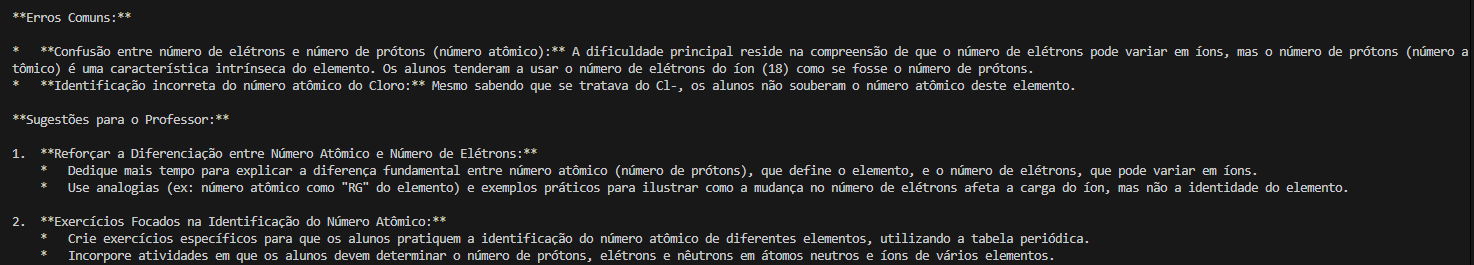 **Erros Comuns:**
*   **Confusão entre número de elétrons e número de prótons (número atômico):** A dificuldade principal reside na compreensão de que o número de elétrons pode variar em íons, mas o número de prótons (número a
tômico) é uma característica intrínseca do elemento. Os alunos tenderam a usar o número de elétrons do íon (18) como se fosse o número de prótons.
*   **Identificação incorreta do número atômico do Cloro:** Mesmo sabendo que se tratava do Cl-, os alunos não souberam o número atômico deste elemento.
**Sugestões para o Professor:**
1.  **Reforçar a Diferenciação entre Número Atômico e Número de Elétrons:**
    *   Dedique mais tempo para explicar a diferença fundamental entre número atômico (número de prótons), que define o elemento, e o número de elétrons, que pode variar em íons.
    *   Use analogias (ex: número atômico como "RG" do elemento) e exemplos práticos para ilustrar como a mudança no número de elétrons afeta a carga do íon, mas não a identidade do elemento.
2.  **Exercícios Focados na Identificação do Número Atômico:**
    *   Crie exercícios específicos para que os alunos pratiquem a identificação do número atômico de diferentes elementos, utilizando a tabela periódica.
    *   Incorpore atividades em que os alunos devem determinar o número de prótons, elétrons e nêutrons em átomos neutros e íons de vários elementos.